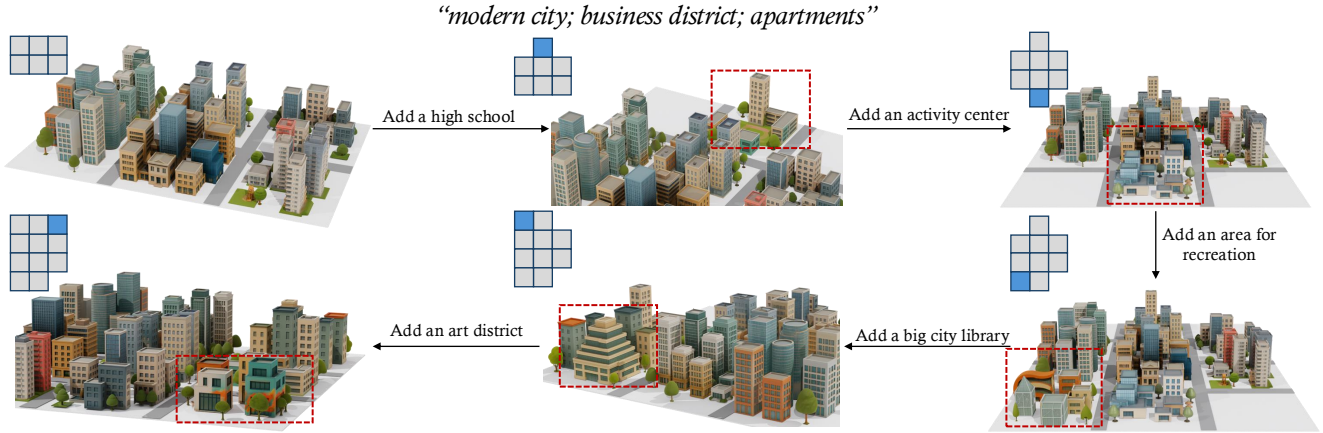 “modern city; business district; apartments”
Add a high school
Add an activity center
Add an area for
recreation
Add a big city library
Add an art district